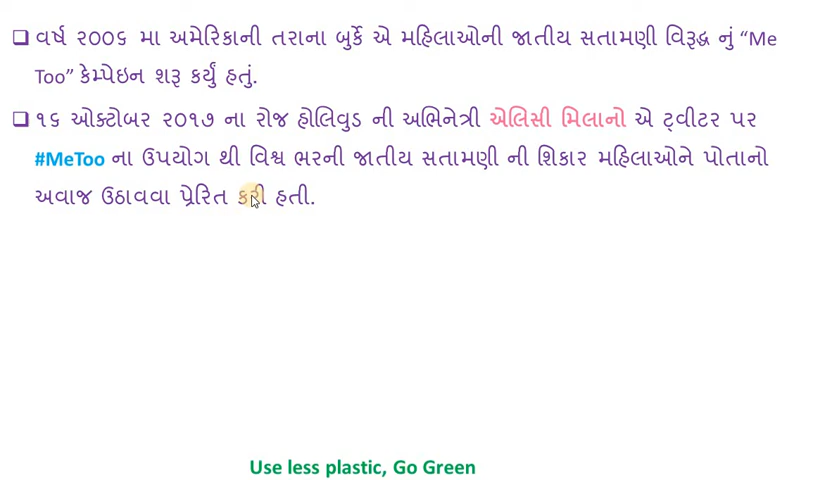 વર્ષ ૨૦૦૬ મા અમેરિકાની તરાના બુર્કે એ મહિલાઓની જાતીય સતામણી વિરૂદ્ધ નું “Me
Too” કેમ્પેઇન શરૂ કર્યું હતું.
૧૬ ઓક્ટોબર ૨૦૧૭ ના રોજ હોલિવુડ ની અભિનેત્રી એલિસી મિલાનો એ ટ્વીટર પર
#MeToo ના ઉપયોગ થી વિશ્વ ભરની જાતીય સતામણી ની શિકાર મહિલાઓને પોતાનો
અવાજ ઉઠાવવા પ્રેરિત કરી હતી.
Use less plastic, Go Green